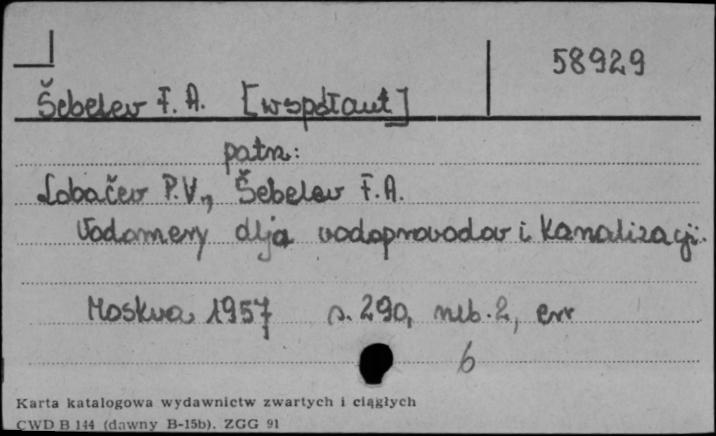 58929
Šebelev F. A. [współaut]
patrz:
Lobačev P.V., Šebelev F.A.
Vodomery dlja vodoprovodov i kanalizacji.
Moskva 1957 s. 290, nlb. 2, err
6
Karta katalogowa wydawnictw zwartych i ciągłych
CWD B 144 (dawny B-15b). ZGG 91